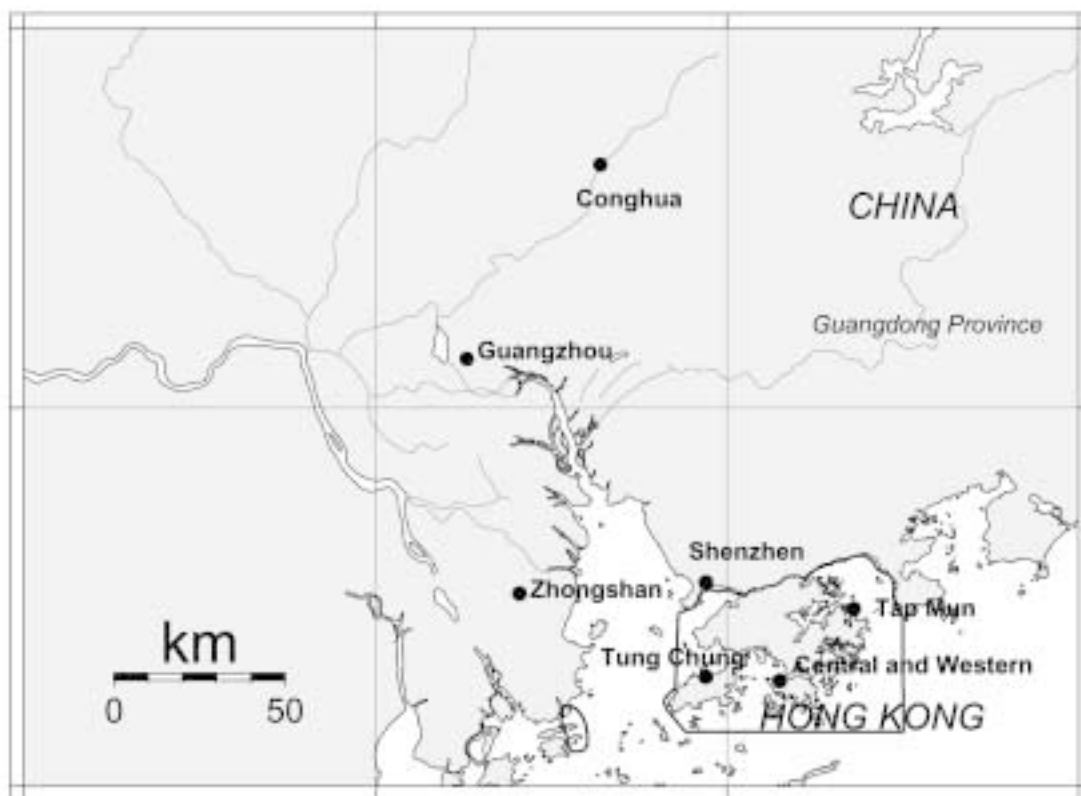 Conghua
CHINA
Guangdong Province
Guangzhou
Shenzhen
Zhongshan
Tap Mun
km
Tung Chung
Central and Western
0 50
HONG KONG